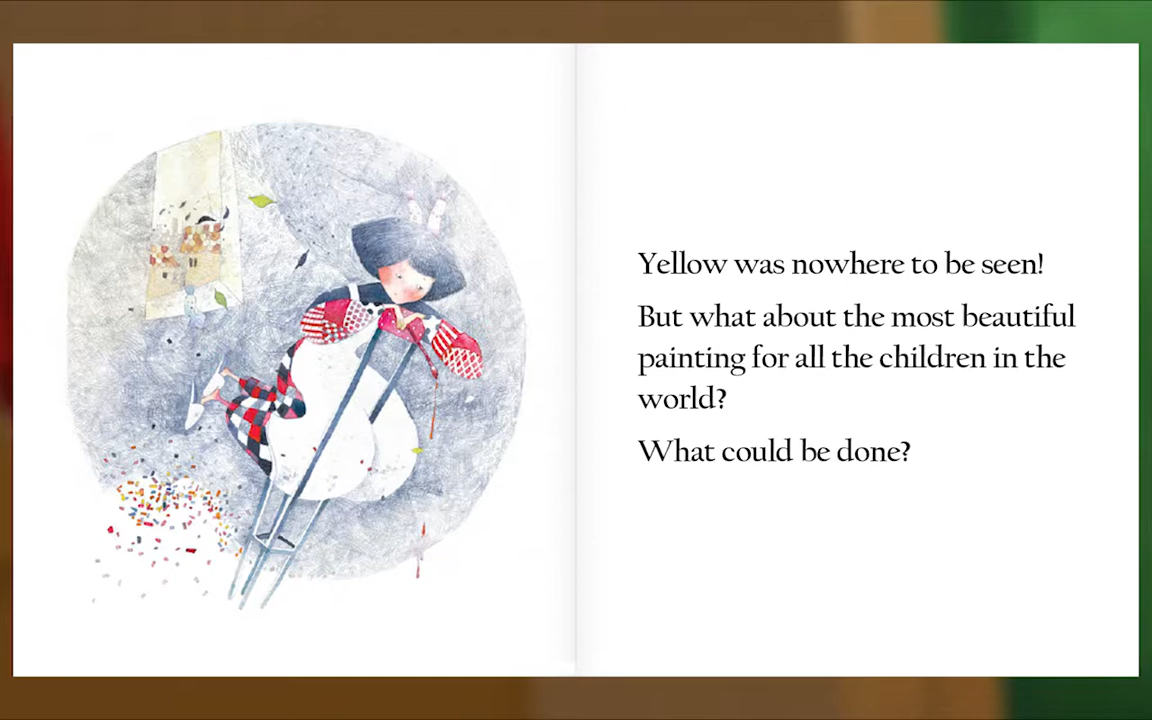 Yellow was nowhere to be seen!
But what about the most beautiful
painting for all the children in the
world?
What could be done?